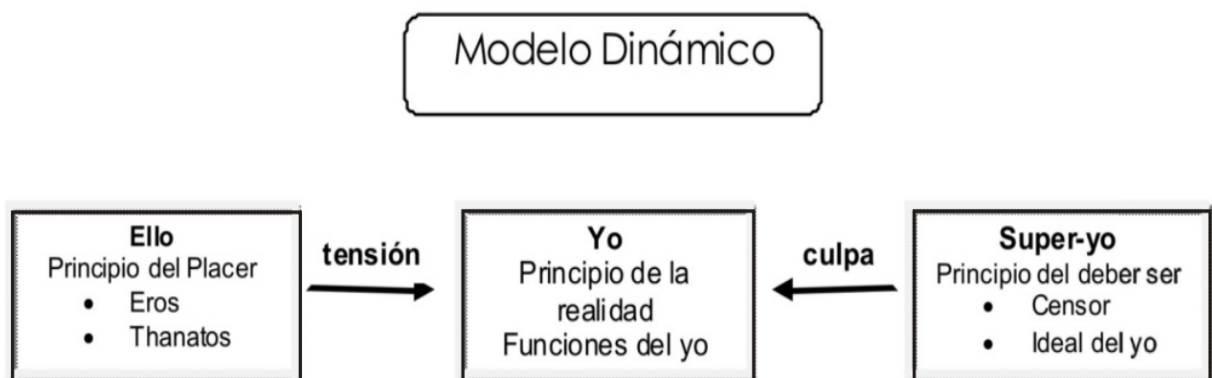 Modelo Dinámico
Ello
Principio del Placer
• Eros
• Thanatos
tensión
Yo
Principio de la
realidad
Funciones del yo
culpa
Super-yo
Principio del deber ser
• Censor
• Ideal del yo